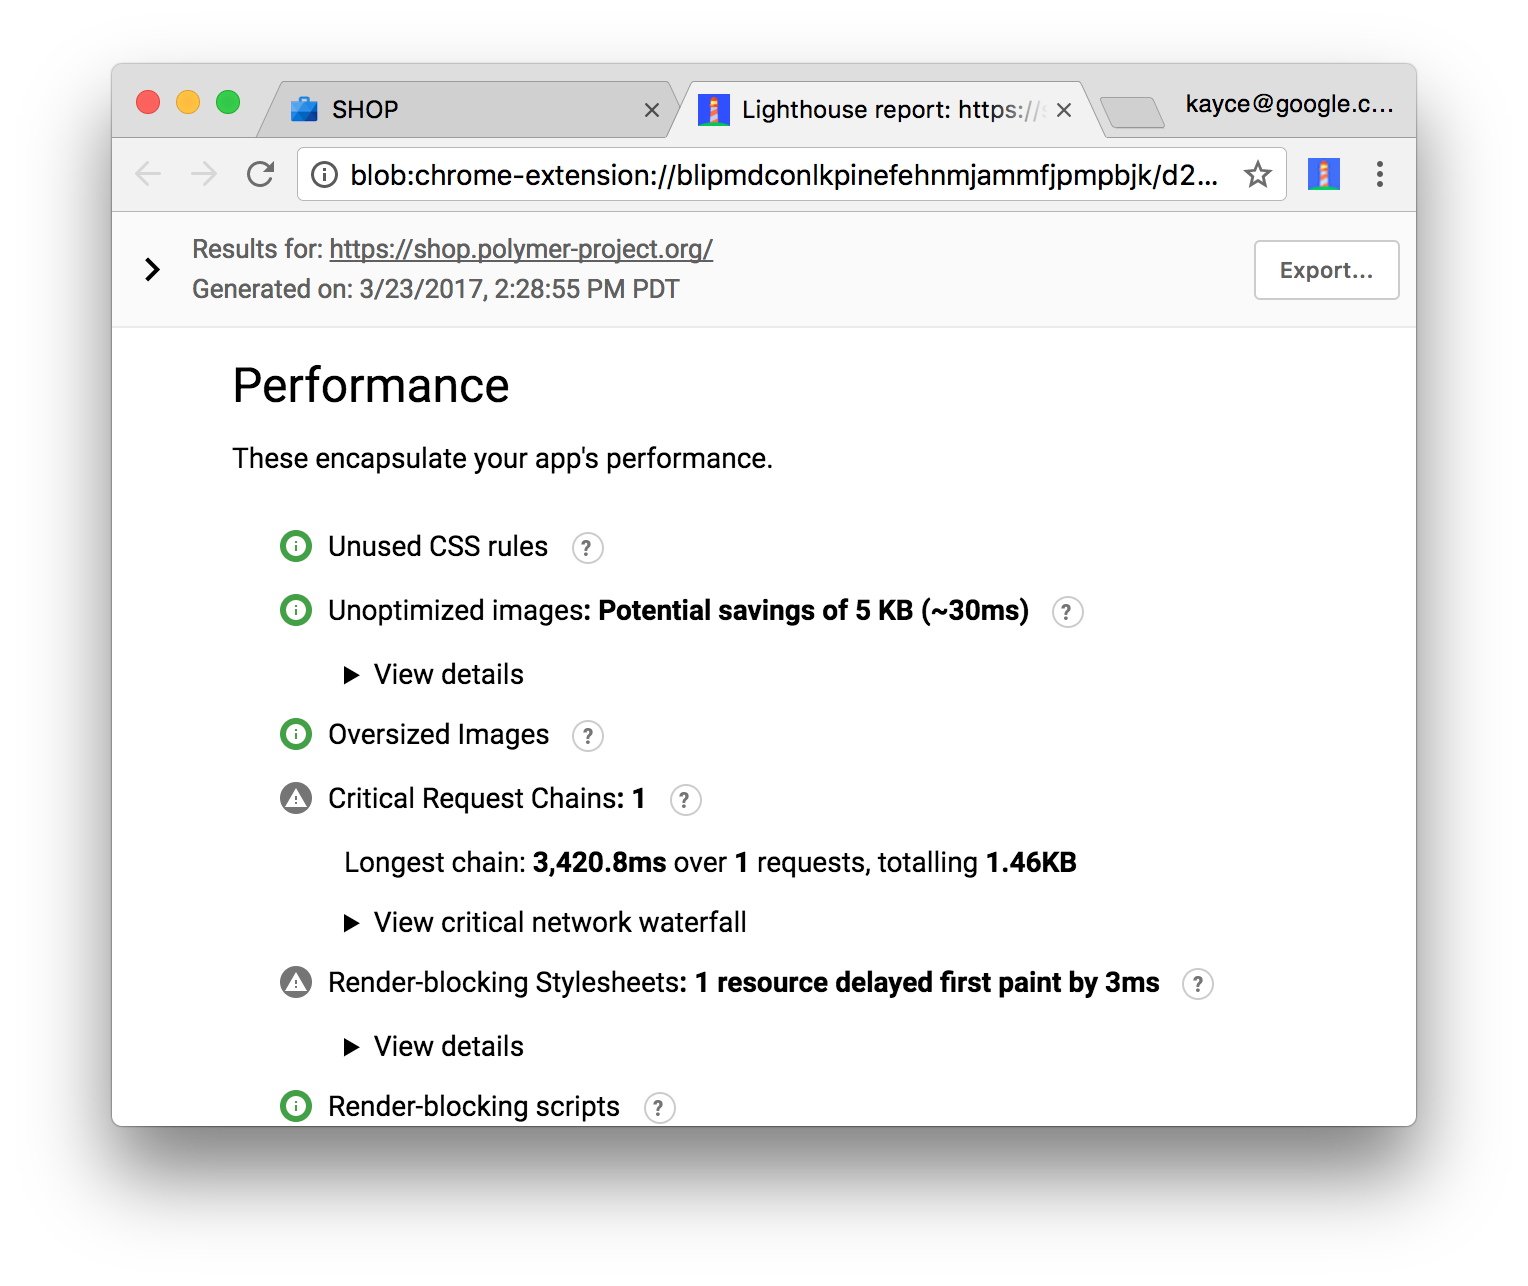 SHOP
Lighthouse report: https://
kayce@google.c...
blob:chrome-extension://blipmdconlkpinefehnmjammfjpmpbjk/d2...
Results for: https://shop.polymer-project.org/
Generated on: 3/23/2017, 2:28:55 PM PDT
Export...
Performance
These encapsulate your app's performance.
Unused CSS rules ?
Unoptimized images: Potential savings of 5 KB (~30ms) ?
View details
Oversized Images ?
Critical Request Chains: 1 ?
Longest chain: 3,420.8ms over 1 requests, totalling 1.46KB
View critical network waterfall
Render-blocking Stylesheets: 1 resource delayed first paint by 3ms ?
View details
Render-blocking scripts ?